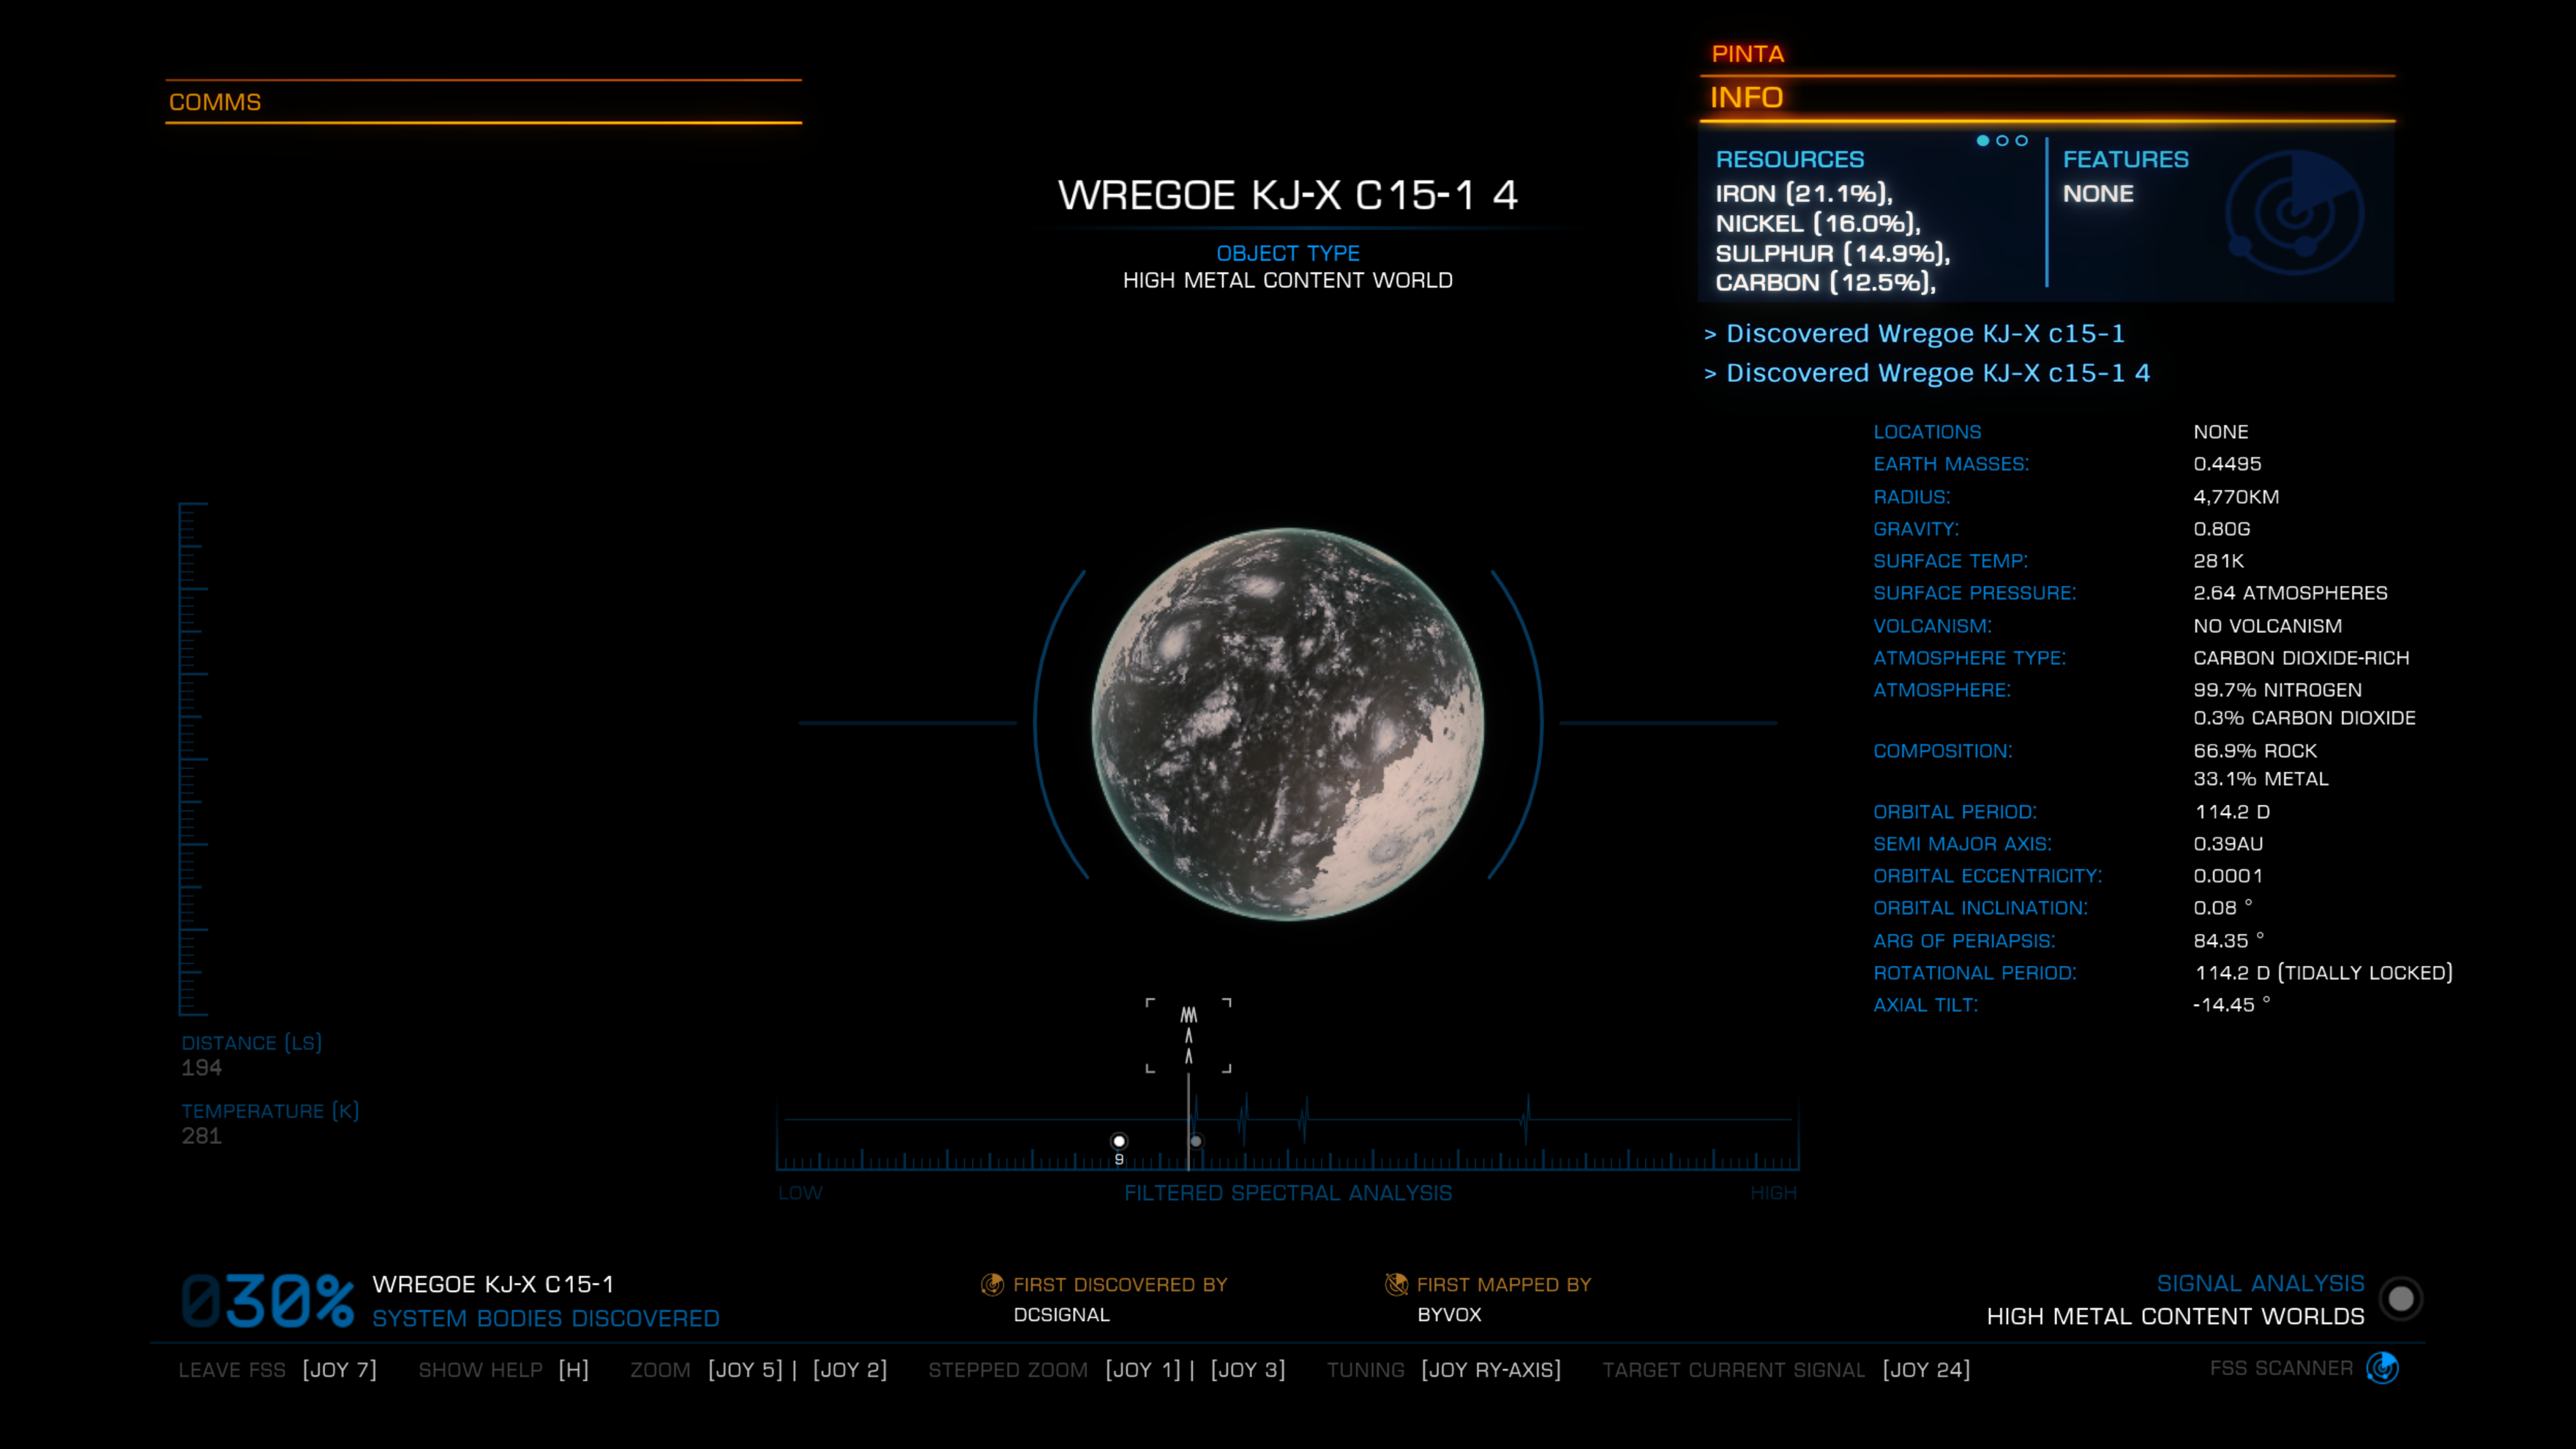 COMMS
PINTA
INFO
RESOURCES
IRON (21.1%),
NICKEL (16.0%),
SULPHUR (14.9%),
CARBON (12.5%),
FEATURES
NONE
WREGOE KJ-X C15-1 4
OBJECT TYPE
HIGH METAL CONTENT WORLD
> Discovered Wregoe KJ-X c15-1
> Discovered Wregoe KJ-X c15-1 4
LOCATIONS NONE
EARTH MASSES: 0.4495
RADIUS: 4,770KM
GRAVITY: 0.80G
SURFACE TEMP: 281K
SURFACE PRESSURE: 2.64 ATMOSPHERES
VOLCANISM: NO VOLCANISM
ATMOSPHERE TYPE: CARBON DIOXIDE-RICH
ATMOSPHERE: 99.7% NITROGEN
0.3% CARBON DIOXIDE
COMPOSITION: 66.9% ROCK
33.1% METAL
ORBITAL PERIOD: 114.2 D
SEMI MAJOR AXIS: 0.39AU
ORBITAL ECCENTRICITY: 0.0001
ORBITAL INCLINATION: 0.08 °
ARG OF PERIAPSIS: 84.35 °
ROTATIONAL PERIOD: 114.2 D (TIDALLY LOCKED)
AXIAL TILT: -14.45 °
DISTANCE (LS)
194
TEMPERATURE (K)
281
9
LOW FILTERED SPECTRAL ANALYSIS HIGH
030% WREGOE KJ-X C15-1
SYSTEM BODIES DISCOVERED
FIRST DISCOVERED BY
DCSIGNAL
FIRST MAPPED BY
BYVOX
SIGNAL ANALYSIS
HIGH METAL CONTENT WORLDS
LEAVE FSS [JOY 7] SHOW HELP [H] ZOOM [JOY 5] | [JOY 2] STEPPED ZOOM [JOY 1] | [JOY 3] TUNING [JOY RY-AXIS] TARGET CURRENT SIGNAL [JOY 24] FSS SCANNER